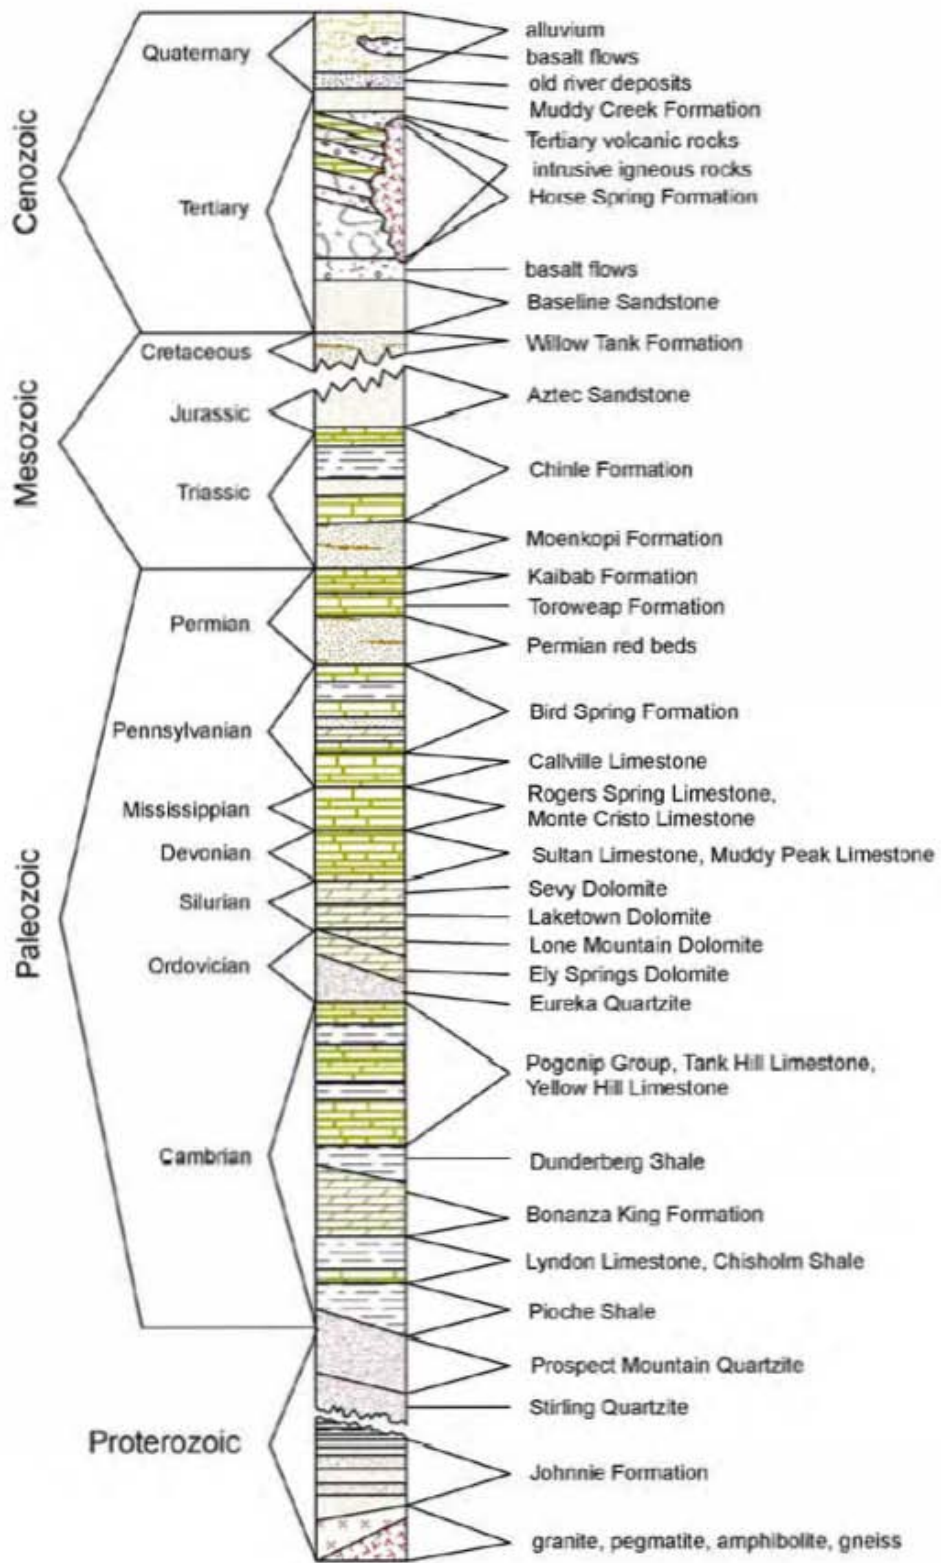 Cenozoic
Quaternary
Tertiary
alluvium
basalt flows
old river deposits
Muddy Creek Formation
Tertiary volcanic rocks
intrusive igneous rocks
Horse Spring Formation
basalt flows
Baseline Sandstone
Mesozoic
Cretaceous
Jurassic
Triassic
Willow Tank Formation
Aztec Sandstone
Chinle Formation
Moenkopi Formation
Paleozoic
Permian
Pennsylvanian
Mississippian
Devonian
Silurian
Ordovician
Cambrian
Kaibab Formation
Toroweap Formation
Permian red beds
Bird Spring Formation
Callville Limestone
Rogers Spring Limestone,
Monte Cristo Limestone
Sultan Limestone, Muddy Peak Limestone
Sevy Dolomite
Laketown Dolomite
Lone Mountain Dolomite
Ely Springs Dolomite
Eureka Quartzite
Pogonip Group, Tank Hill Limestone,
Yellow Hill Limestone
Dunderberg Shale
Bonanza King Formation
Lyndon Limestone, Chisholm Shale
Pioche Shale
Proterozoic
Prospect Mountain Quartzite
Stirling Quartzite
Johnnie Formation
granite, pegmatite, amphibolite, gneiss